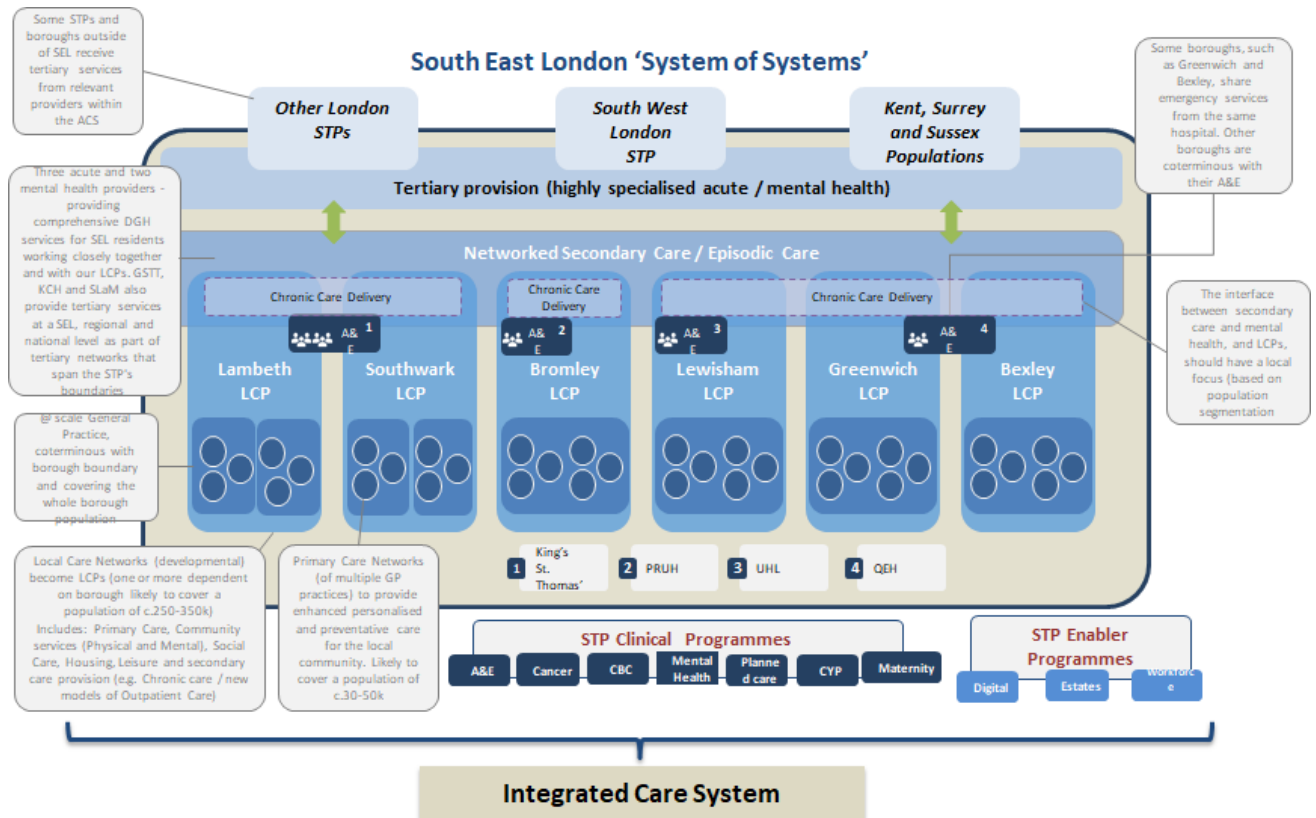 Some STPs and
boroughs outside
of SEL receive
tertiary services
from relevant
providers within
the ACS
South East London ‘System of Systems’
Some boroughs, such
as Greenwich and
Bexley, share
emergency services
from the same
hospital. Other
boroughs are
coterminous with
their A&E
Other London
STPs
South West
London
STP
Kent, Surrey
and Sussex
Populations
Tertiary provision (highly specialised acute / mental health)
Three acute and two
mental health providers -
providing
comprehensive DGH
services for SEL residents
working closely together
and with our LCPs. GSTT,
KCH and SLaM also
provide tertiary services
at a SEL, regional and
national level as part of
tertiary networks that
span the STP's
boundaries
Networked Secondary Care / Episodic Care
Chronic Care Delivery
Chronic Care
Delivery
Chronic Care Delivery
A&
E
1
A&
E
2
A&
E
3
A&
E
4
The interface
between secondary
care and mental
health, and LCPs,
should have a local
focus (based on
population
segmentation
Lambeth
LCP
Southwark
LCP
Bromley
LCP
Lewisham
LCP
Greenwich
LCP
Bexley
LCP
@ scale General
Practice,
coterminous with
borough boundary
and covering the
whole borough
population
Local Care Networks (developmental)
become LCPs (one or more dependent
on borough likely to cover a
population of c.250-350k)
Includes: Primary Care, Community
services (Physical and Mental), Social
Care, Housing, Leisure and secondary
care provision (e.g. Chronic care / new
models of Outpatient Care)
Primary Care Networks
(of multiple GP
practices) to provide
enhanced personalised
and preventative care
for the local
community. Likely to
cover a population of
c.30-50k
1
King’s
St.
Thomas’
2 PRUH
3 UHL
4 QEH
STP Clinical Programmes
A&E
Cancer
CBC
Mental
Health
Planne
d care
CYP
Maternity
STP Enabler
Programmes
Digital
Estates
Workforc
e
Integrated Care System